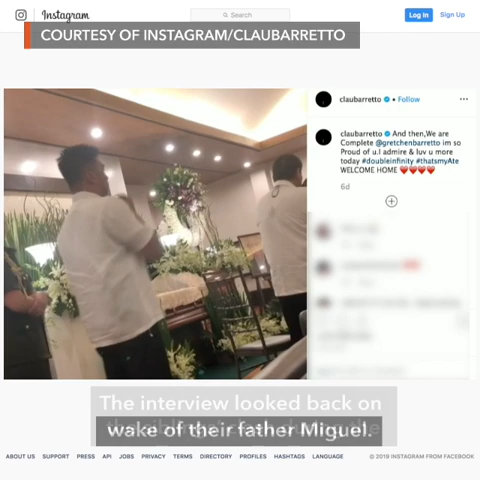 Instagram
Search
Log In
Sign Up
COURTESY OF INSTAGRAM/CLAUBARRETTO
claubarretto • Follow
claubarretto And then,We are
Complete @gretchenbarretto im so
Proud of u.I admire & luv u more
today #doubleinfinity #thatsmyAte
WELCOME HOME ❤️❤️❤️❤️
6d
The interview looked back on
wake of their father Miguel.
ABOUT US SUPPORT PRESS API JOBS PRIVACY TERMS DIRECTORY PROFILES HASHTAGS LANGUAGE
© 2019 INSTAGRAM FROM FACEBOOK